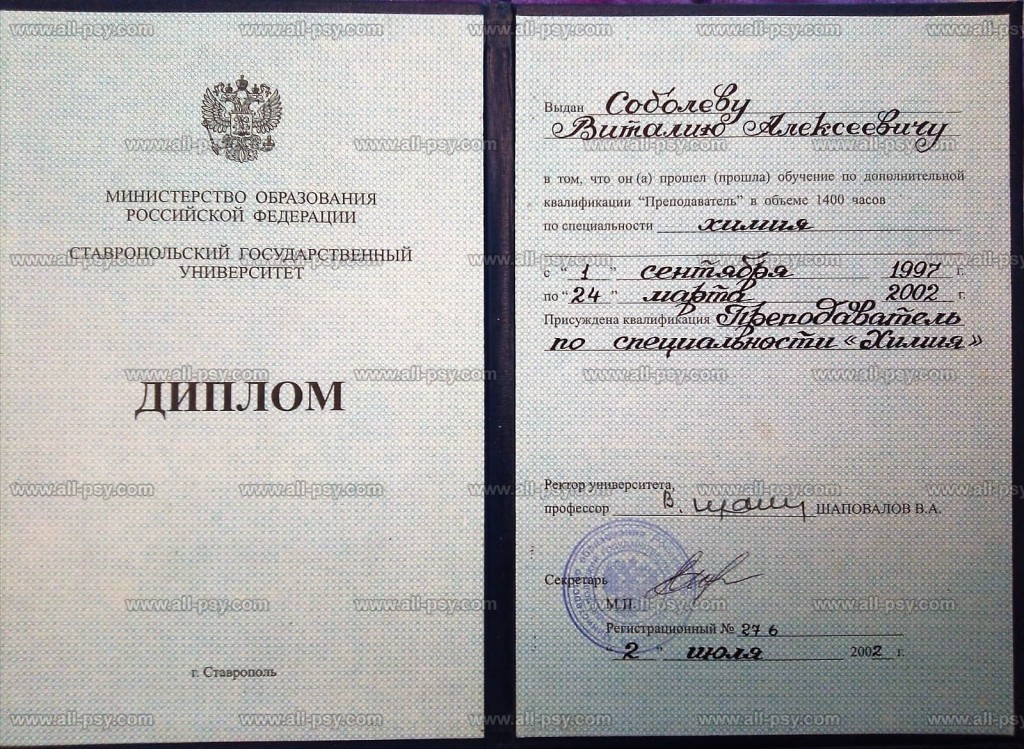 МИНИСТЕРСТВО ОБРАЗОВАНИЯ
РОССИЙСКОЙ ФЕДЕРАЦИИ
СТАВРОПОЛЬСКИЙ ГОСУДАРСТВЕННЫЙ
УНИВЕРСИТЕТ
ДИПЛОМ
г. Ставрополь
Выдан Соболеву
Виталию Алексеевичу
в том, что он (а) прошел (прошла) обучение по дополнительной
квалификации “Преподаватель” в объеме 1400 часов
по специальности химия
с “ 1 ” сентября 1997 г.
по “ 24 ” марта 2002 г.
Присуждена квалификация Преподаватель
по специальности «Химия»
Ректор университета,
профессор ШАПОВАЛОВ В.А.
Секретарь
М.П.
Регистрационный № 276
“ 2 ” июля 2002 г.
www.all-psy.com